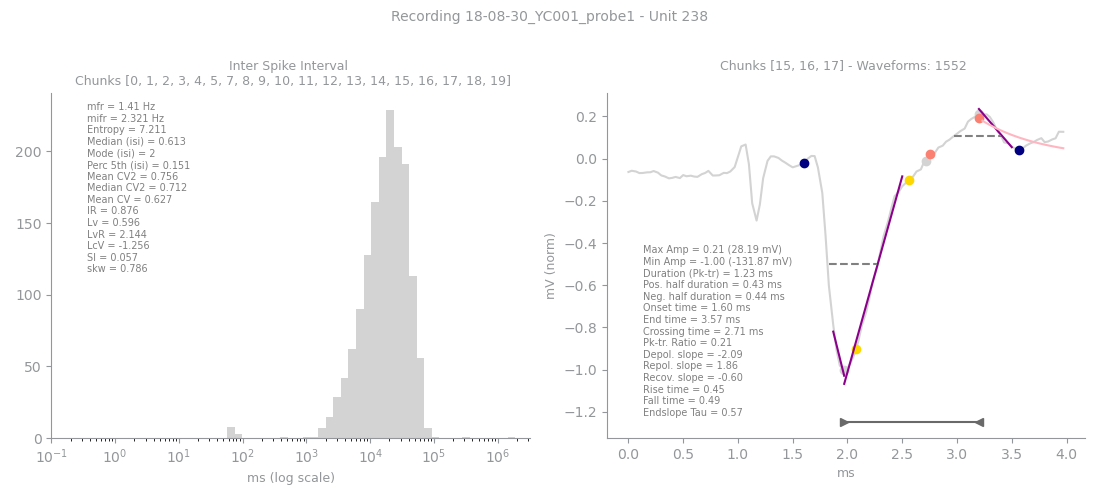 Recording 18-08-30_YC001_probe1 - Unit 238
Inter Spike Interval
Chunks [0, 1, 2, 3, 4, 5, 7, 8, 9, 10, 11, 12, 13, 14, 15, 16, 17, 18, 19]
mfr = 1.41 Hz
mifr = 2.321 Hz
Entropy = 7.211
Median (isi) = 0.613
Mode (isi) = 2
Perc 5th (isi) = 0.151
Mean CV2 = 0.756
Median CV2 = 0.712
Mean CV = 0.627
IR = 0.876
Lv = 0.596
LvR = 2.144
LcV = -1.256
SI = 0.057
skw = 0.786
200
150
100
50
0
10⁻¹ 10⁰ 10¹ 10² 10³ 10⁴ 10⁵ 10⁶
ms (log scale)
Chunks [15, 16, 17] - Waveforms: 1552
mV (norm)
0.2
0.0
−0.2
−0.4
−0.6
−0.8
−1.0
−1.2
Max Amp = 0.21 (28.19 mV)
Min Amp = -1.00 (-131.87 mV)
Duration (Pk-tr) = 1.23 ms
Pos. half duration = 0.43 ms
Neg. half duration = 0.44 ms
Onset time = 1.60 ms
End time = 3.57 ms
Crossing time = 2.71 ms
Pk-tr. Ratio = 0.21
Depol. slope = -2.09
Repol. slope = 1.86
Recov. slope = -0.60
Rise time = 0.45
Fall time = 0.49
Endslope Tau = 0.57
0.0 0.5 1.0 1.5 2.0 2.5 3.0 3.5 4.0
ms